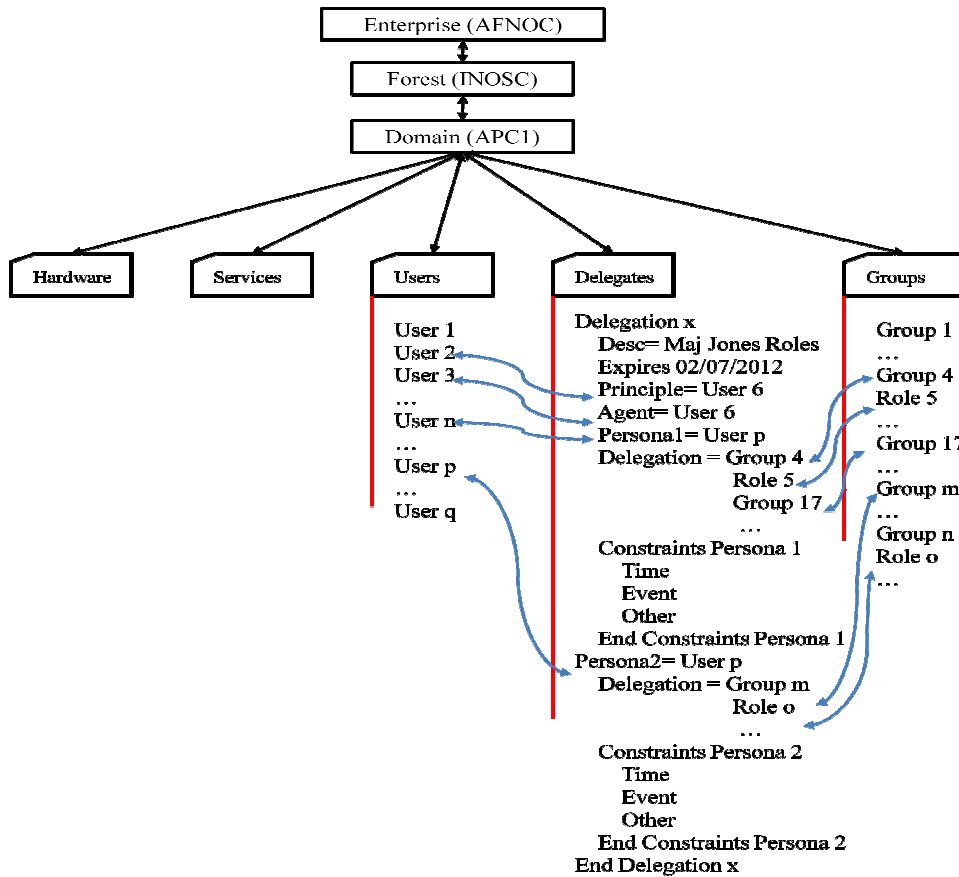 Enterprise (AFNOC)
Forest (INOSC)
Domain (APC1)
Hardware
Services
Users
Delegates
Groups
User 1
User 2
User 3
…
User n
…
User p
…
User q
Delegation x
Desc= Maj Jones Roles
Expires 02/07/2012
Principle= User 6
Agent= User 6
Persona1= User p
Delegation = Group 4
Role 5
Group 17
…
Constraints Persona 1
Time
Event
Other
End Constraints Persona 1
Persona2= User p
Delegation = Group m
Role o
…
Constraints Persona 2
Time
Event
Other
End Constraints Persona 2
End Delegation x
Group 1
…
Group 4
Role 5
…
Group 17
…
Group m
…
Group n
Role o
…